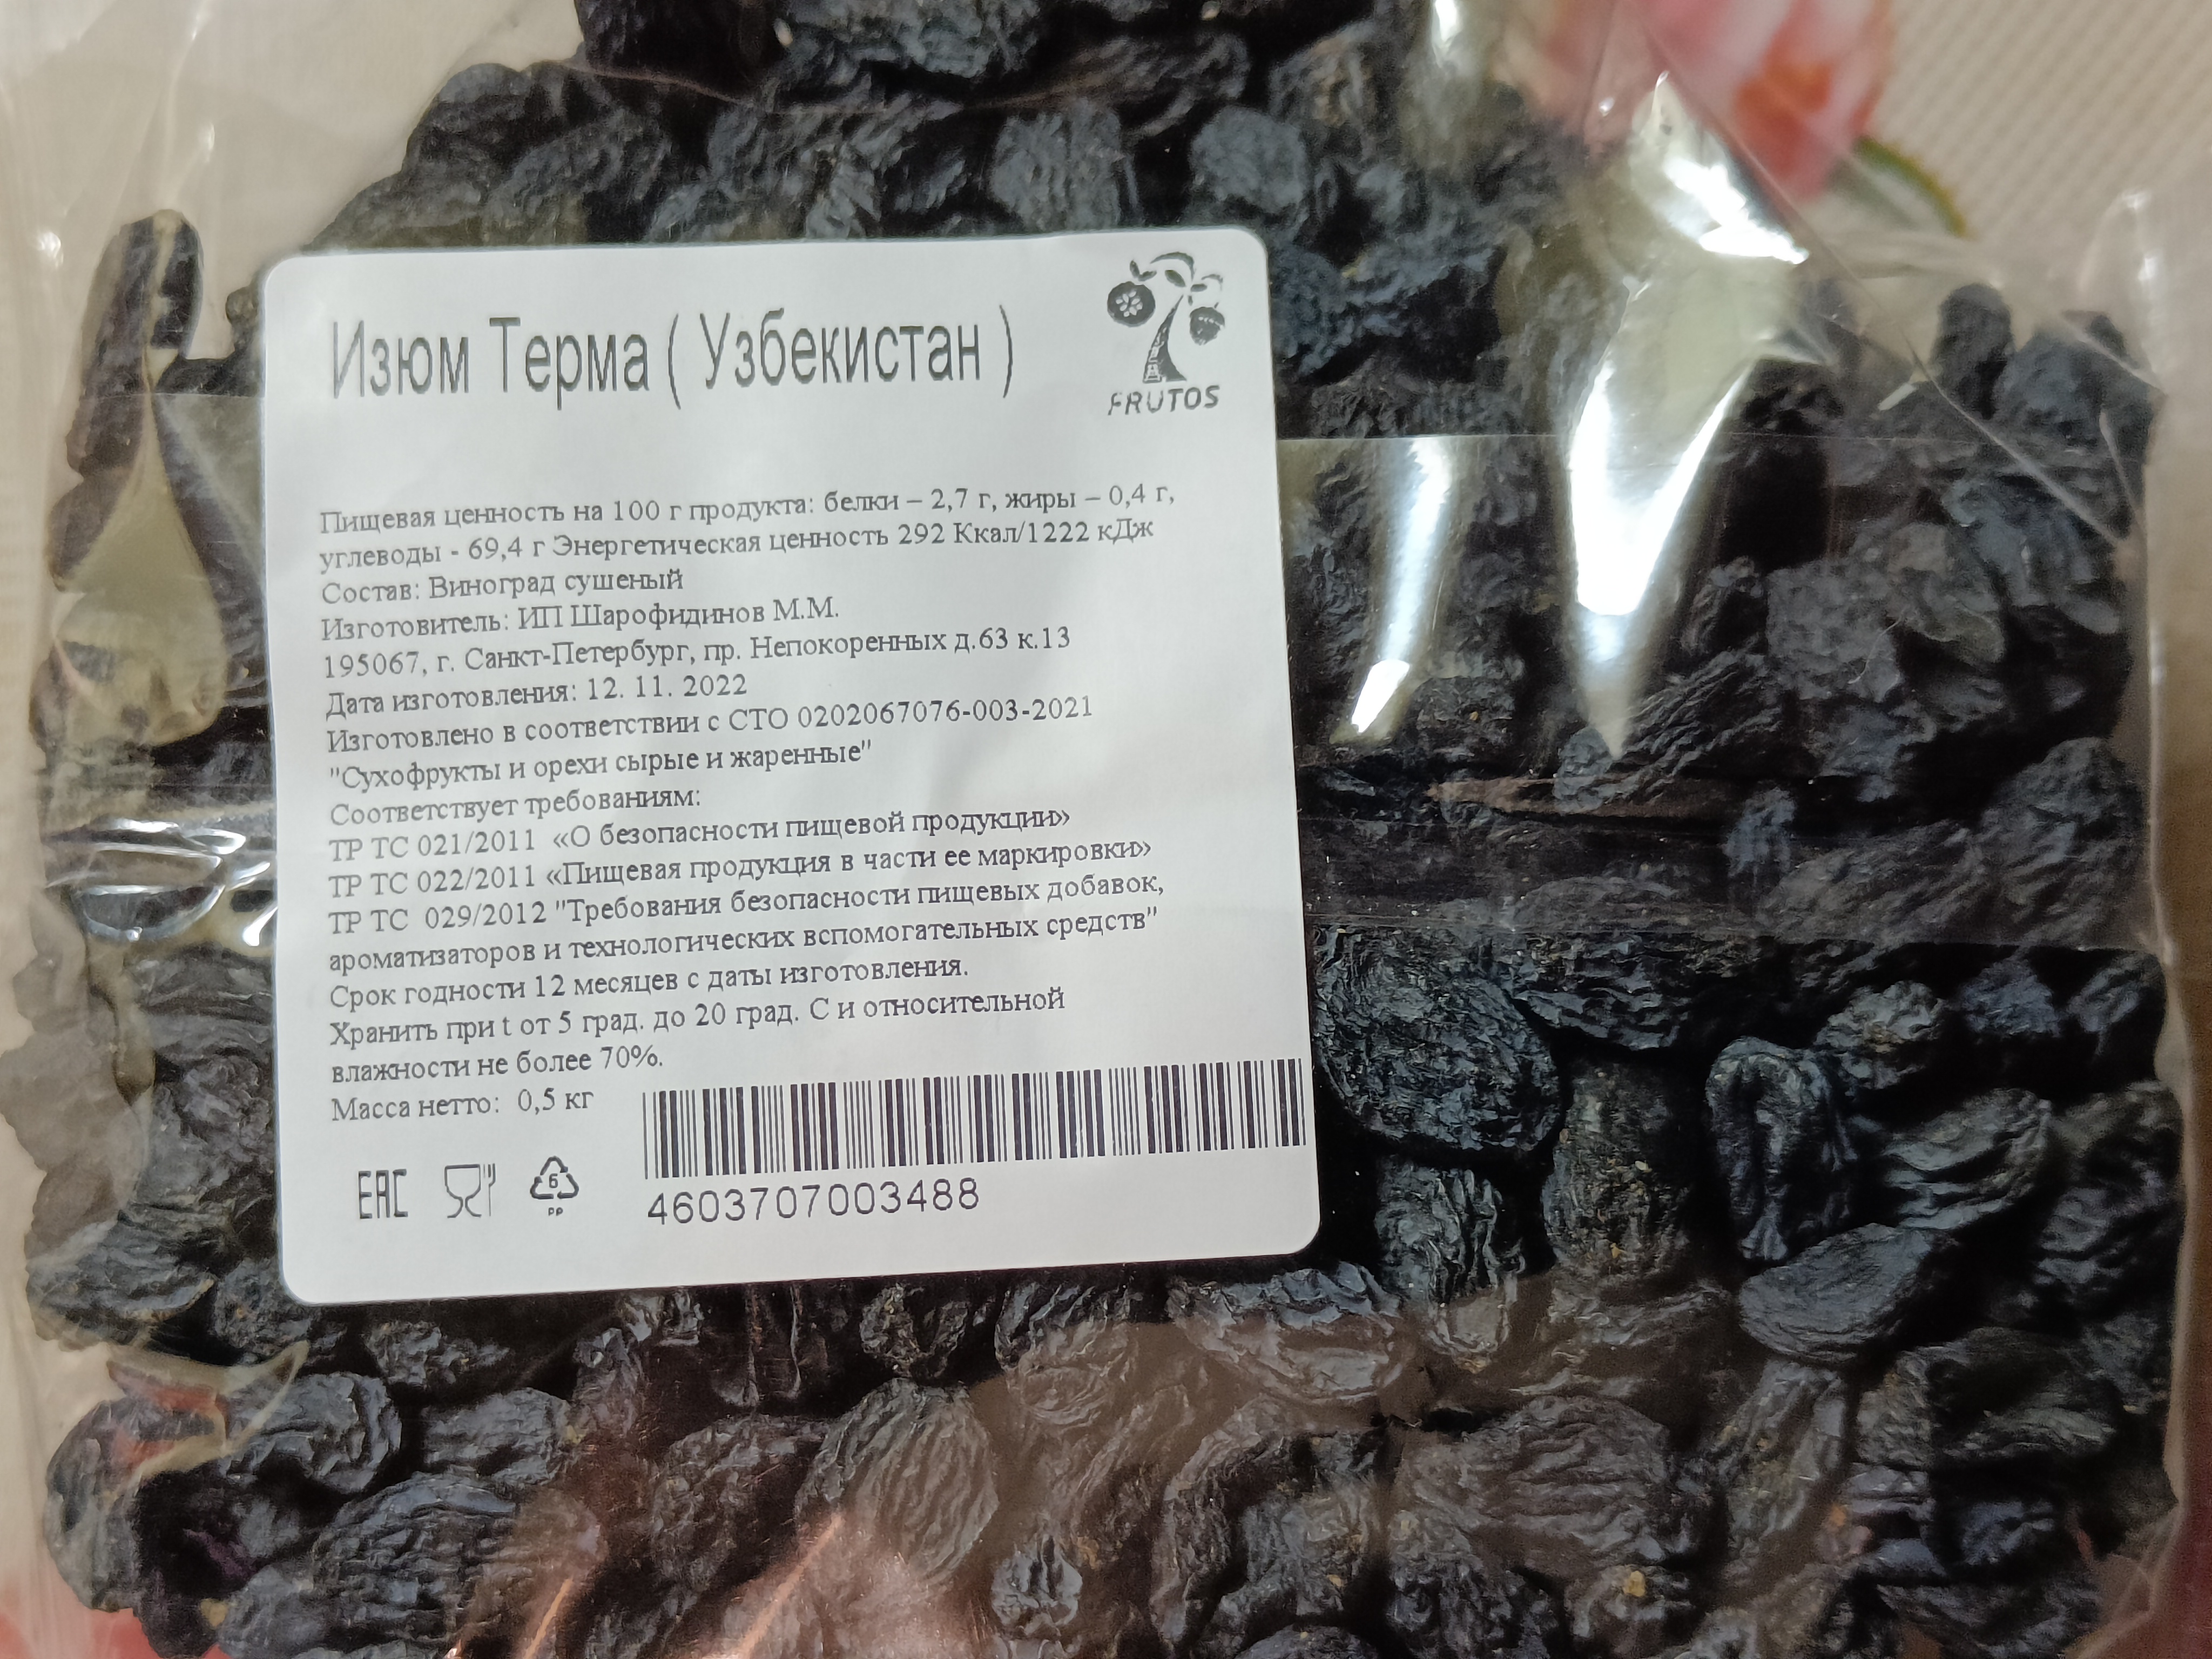 Изюм Терма ( Узбекистан )
FRUTOS
Пищевая ценность на 100 г продукта: белки – 2,7 г, жиры – 0,4 г,
углеводы - 69,4 г Энергетическая ценность 292 Ккал/1222 кДж
Состав: Виноград сушеный
Изготовитель: ИП Шарофидинов М.М.
195067, г. Санкт-Петербург, пр. Непокоренных д.63 к.13
Дата изготовления: 12. 11. 2022
Изготовлено в соответствии с СТО 0202067076-003-2021
"Сухофрукты и орехи сырые и жаренные"
Соответствует требованиям:
ТР ТС 021/2011 «О безопасности пищевой продукции»
ТР ТС 022/2011 «Пищевая продукция в части ее маркировки»
ТР ТС 029/2012 "Требования безопасности пищевых добавок,
ароматизаторов и технологических вспомогательных средств"
Срок годности 12 месяцев с даты изготовления.
Хранить при t от 5 град. до 20 град. С и относительной
влажности не более 70%.
Масса нетто: 0,5 кг
EAC
6
PP
4603707003488